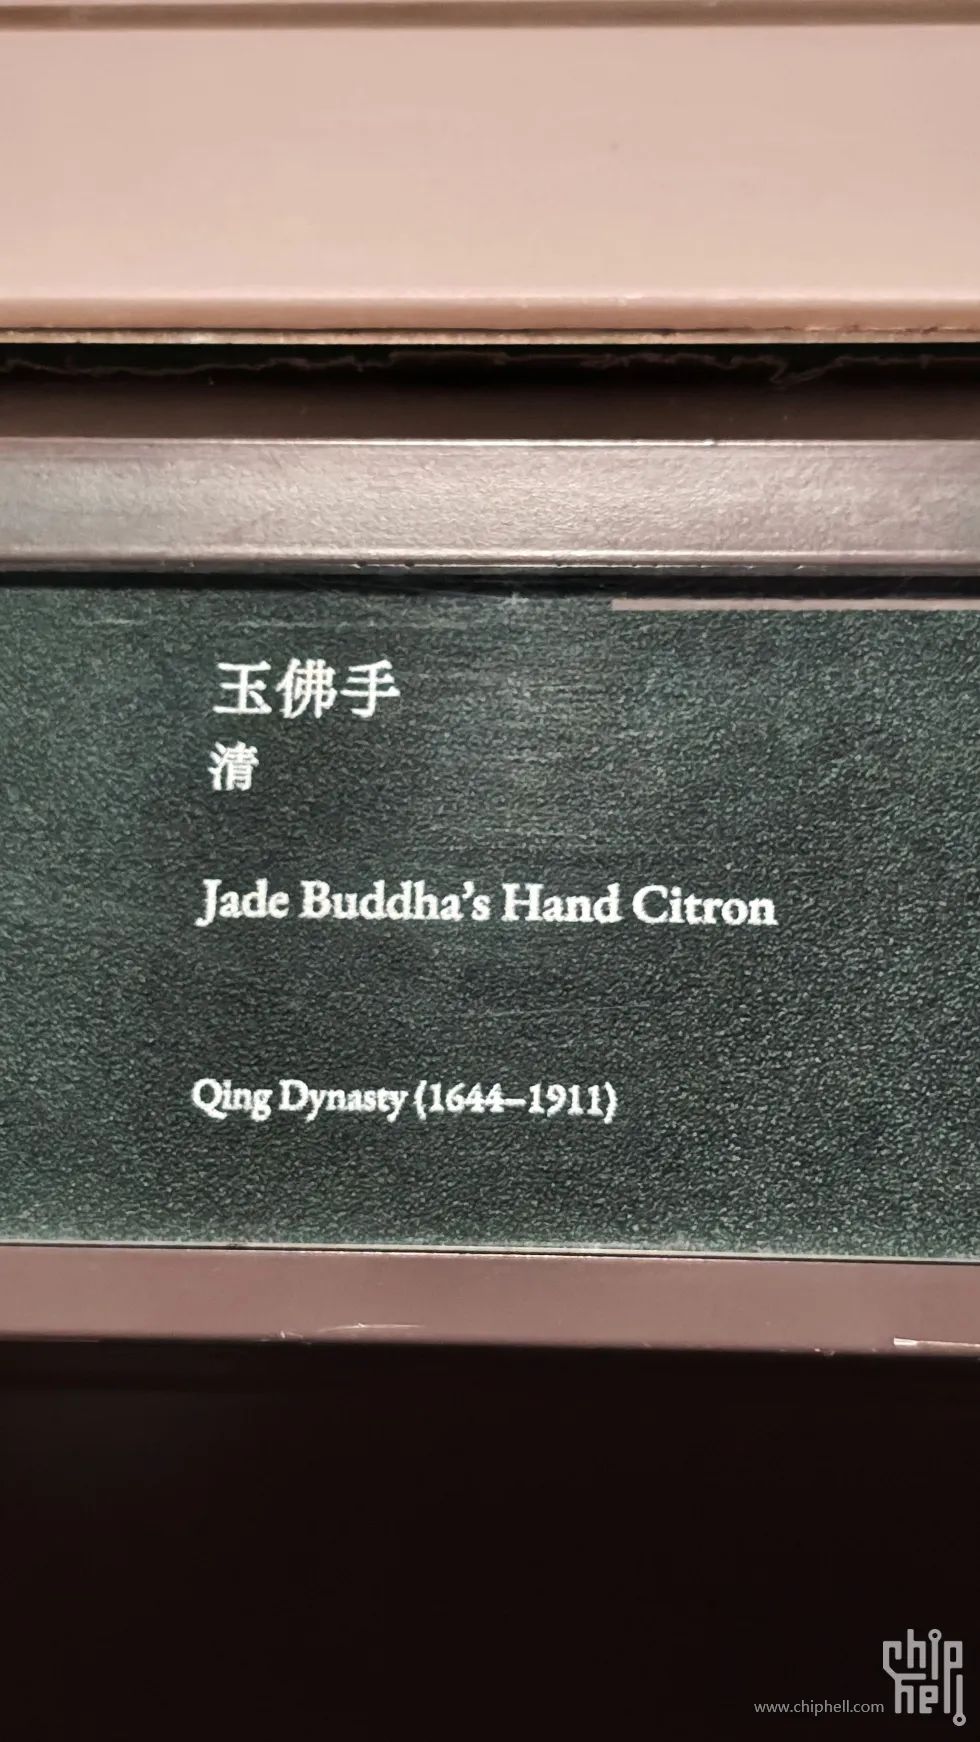 玉佛手
清
Jade Buddha's Hand Citron
Qing Dynasty (1644–1911)
chip
hell
www.chiphell.com